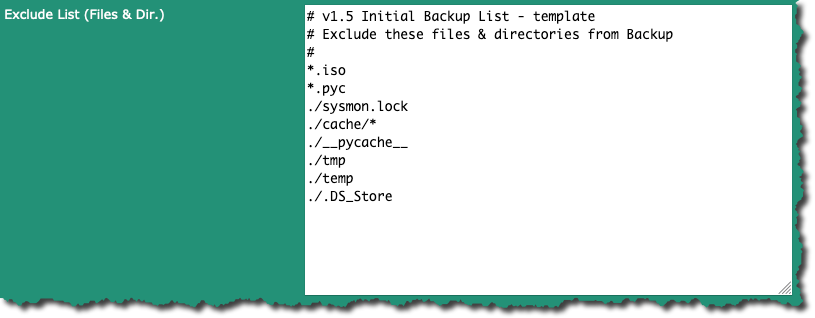 Exclude List (Files & Dir.)
# v1.5 Initial Backup List - template
# Exclude these files & directories from Backup
#
*.iso
*.pyc
./sysmon.lock
./cache/*
./__pycache__
./tmp
./temp
./.DS_Store